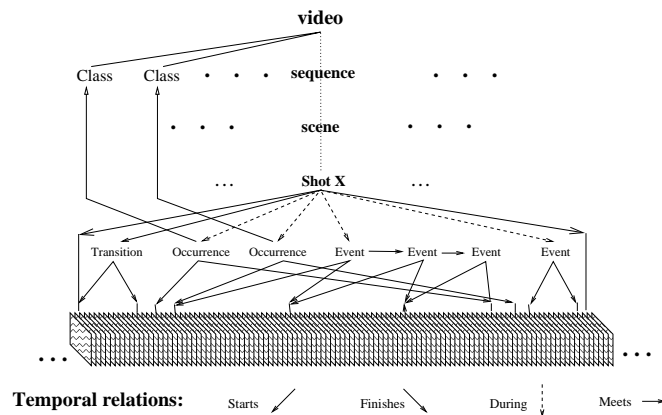 video
Class Class . . . sequence . . .
. . . scene . . .
... Shot X ...
Transition Occurrence Occurrence Event Event Event Event
... ...
Temporal relations: Starts Finishes During Meets